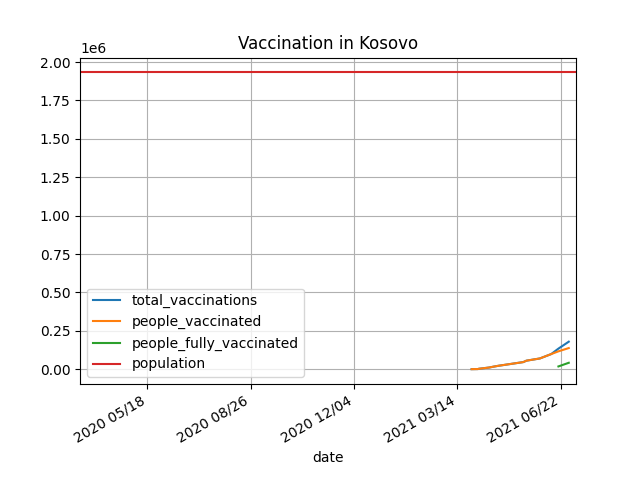 Vaccination in Kosovo
1e6
2.00
1.75
1.50
1.25
1.00
0.75
0.50
0.25
0.00
total_vaccinations
people_vaccinated
people_fully_vaccinated
population
2020 05/18
2020 08/26
2020 12/04
2021 03/14
2021 06/22
date